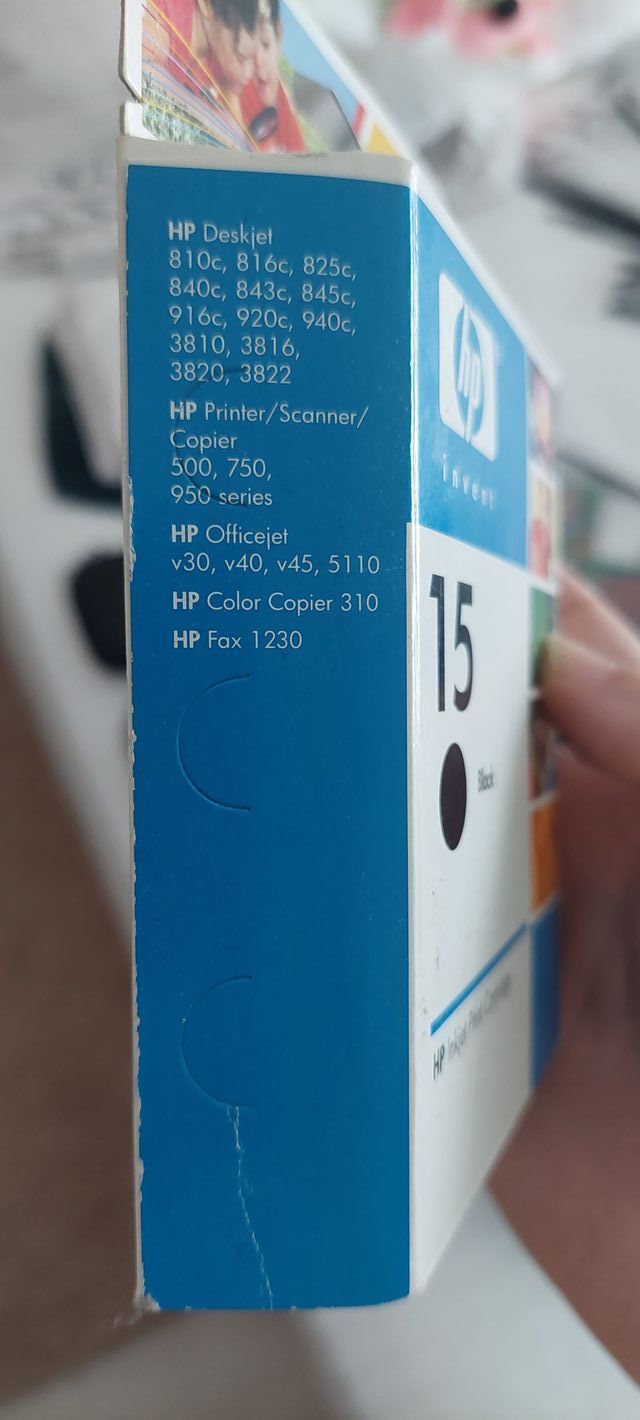 HP Deskjet
810c, 816c, 825c,
840c, 843c, 845c,
916c, 920c, 940c,
3810, 3816,
3820, 3822
HP Printer/Scanner/
Copier
500, 750,
950 series
HP Officejet
v30, v40, v45, 5110
HP Color Copier 310
HP Fax 1230
hp
invent
15
Black
HP Inkjet Print Cartridge